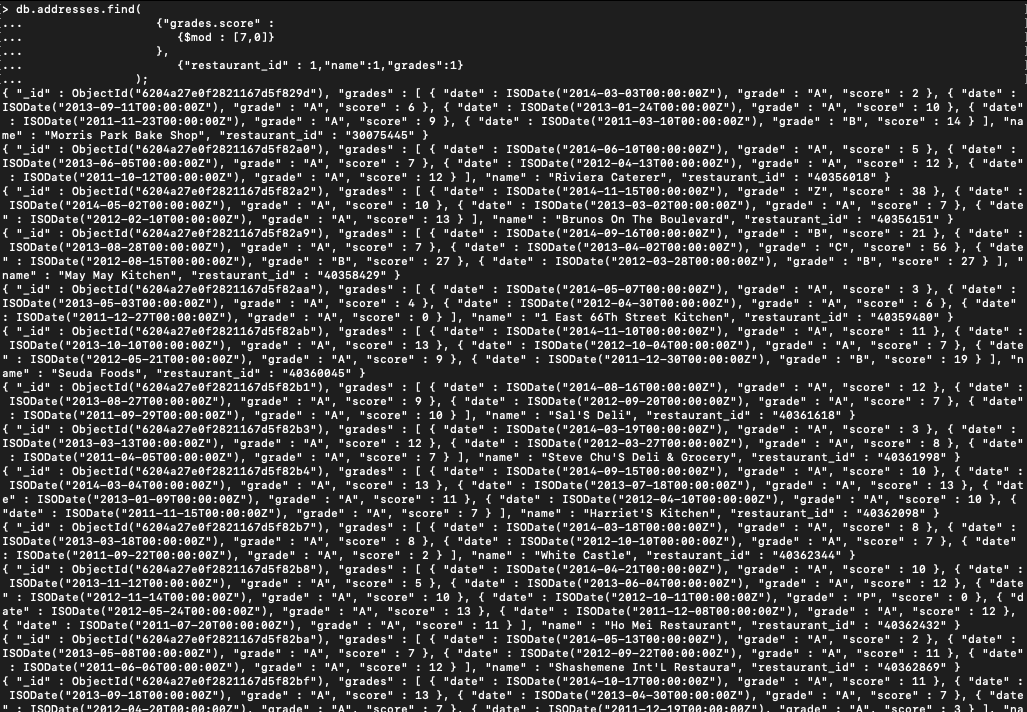 [> db.addresses.find(
[... {"grades.score" :
[... {$mod : [7,0]}
[... },
[... {"restaurant_id" : 1,"name":1,"grades":1}
[... );
{ "_id" : ObjectId("6204a27e0f2821167d5f829d"), "grades" : [ { "date" : ISODate("2014-03-03T00:00:00Z"), "grade" : "A", "score" : 2 }, { "date" :
ISODate("2013-09-11T00:00:00Z"), "grade" : "A", "score" : 6 }, { "date" : ISODate("2013-01-24T00:00:00Z"), "grade" : "A", "score" : 10 }, { "date"
: ISODate("2011-11-23T00:00:00Z"), "grade" : "A", "score" : 9 }, { "date" : ISODate("2011-03-10T00:00:00Z"), "grade" : "B", "score" : 14 } ], "na
me" : "Morris Park Bake Shop", "restaurant_id" : "30075445" }
{ "_id" : ObjectId("6204a27e0f2821167d5f82a0"), "grades" : [ { "date" : ISODate("2014-06-10T00:00:00Z"), "grade" : "A", "score" : 5 }, { "date" :
ISODate("2013-06-05T00:00:00Z"), "grade" : "A", "score" : 7 }, { "date" : ISODate("2012-04-13T00:00:00Z"), "grade" : "A", "score" : 12 }, { "date"
: ISODate("2011-10-12T00:00:00Z"), "grade" : "A", "score" : 12 } ], "name" : "Riviera Caterer", "restaurant_id" : "40356018" }
{ "_id" : ObjectId("6204a27e0f2821167d5f82a2"), "grades" : [ { "date" : ISODate("2014-11-15T00:00:00Z"), "grade" : "Z", "score" : 38 }, { "date" :
ISODate("2014-05-02T00:00:00Z"), "grade" : "A", "score" : 10 }, { "date" : ISODate("2013-03-02T00:00:00Z"), "grade" : "A", "score" : 7 }, { "date
" : ISODate("2012-02-10T00:00:00Z"), "grade" : "A", "score" : 13 } ], "name" : "Brunos On The Boulevard", "restaurant_id" : "40356151" }
{ "_id" : ObjectId("6204a27e0f2821167d5f82a9"), "grades" : [ { "date" : ISODate("2014-09-16T00:00:00Z"), "grade" : "B", "score" : 21 }, { "date" :
ISODate("2013-08-28T00:00:00Z"), "grade" : "A", "score" : 7 }, { "date" : ISODate("2013-04-02T00:00:00Z"), "grade" : "C", "score" : 56 }, { "date
" : ISODate("2012-08-15T00:00:00Z"), "grade" : "B", "score" : 27 }, { "date" : ISODate("2012-03-28T00:00:00Z"), "grade" : "B", "score" : 27 } ], "
name" : "May May Kitchen", "restaurant_id" : "40358429" }
{ "_id" : ObjectId("6204a27e0f2821167d5f82aa"), "grades" : [ { "date" : ISODate("2014-05-07T00:00:00Z"), "grade" : "A", "score" : 3 }, { "date" :
ISODate("2013-05-03T00:00:00Z"), "grade" : "A", "score" : 4 }, { "date" : ISODate("2012-04-30T00:00:00Z"), "grade" : "A", "score" : 6 }, { "date"
: ISODate("2011-12-27T00:00:00Z"), "grade" : "A", "score" : 0 } ], "name" : "1 East 66Th Street Kitchen", "restaurant_id" : "40359480" }
{ "_id" : ObjectId("6204a27e0f2821167d5f82ab"), "grades" : [ { "date" : ISODate("2014-11-10T00:00:00Z"), "grade" : "A", "score" : 11 }, { "date" :
ISODate("2013-10-10T00:00:00Z"), "grade" : "A", "score" : 13 }, { "date" : ISODate("2012-10-04T00:00:00Z"), "grade" : "A", "score" : 7 }, { "date
" : ISODate("2012-05-21T00:00:00Z"), "grade" : "A", "score" : 9 }, { "date" : ISODate("2011-12-30T00:00:00Z"), "grade" : "B", "score" : 19 } ], "n
ame" : "Seuda Foods", "restaurant_id" : "40360045" }
{ "_id" : ObjectId("6204a27e0f2821167d5f82b1"), "grades" : [ { "date" : ISODate("2014-08-16T00:00:00Z"), "grade" : "A", "score" : 12 }, { "date" :
ISODate("2013-08-27T00:00:00Z"), "grade" : "A", "score" : 9 }, { "date" : ISODate("2012-09-20T00:00:00Z"), "grade" : "A", "score" : 7 }, { "date"
: ISODate("2011-09-29T00:00:00Z"), "grade" : "A", "score" : 10 } ], "name" : "Sal'S Deli", "restaurant_id" : "40361618" }
{ "_id" : ObjectId("6204a27e0f2821167d5f82b3"), "grades" : [ { "date" : ISODate("2014-03-19T00:00:00Z"), "grade" : "A", "score" : 3 }, { "date" :
ISODate("2013-03-13T00:00:00Z"), "grade" : "A", "score" : 12 }, { "date" : ISODate("2012-03-27T00:00:00Z"), "grade" : "A", "score" : 8 }, { "date"
: ISODate("2011-04-05T00:00:00Z"), "grade" : "A", "score" : 7 } ], "name" : "Steve Chu'S Deli & Grocery", "restaurant_id" : "40361998" }
{ "_id" : ObjectId("6204a27e0f2821167d5f82b4"), "grades" : [ { "date" : ISODate("2014-09-15T00:00:00Z"), "grade" : "A", "score" : 10 }, { "date" :
ISODate("2014-03-04T00:00:00Z"), "grade" : "A", "score" : 13 }, { "date" : ISODate("2013-07-18T00:00:00Z"), "grade" : "A", "score" : 13 }, { "dat
e" : ISODate("2013-01-09T00:00:00Z"), "grade" : "A", "score" : 11 }, { "date" : ISODate("2012-04-10T00:00:00Z"), "grade" : "A", "score" : 10 }, {
"date" : ISODate("2011-11-15T00:00:00Z"), "grade" : "A", "score" : 7 } ], "name" : "Harriet'S Kitchen", "restaurant_id" : "40362098" }
{ "_id" : ObjectId("6204a27e0f2821167d5f82b7"), "grades" : [ { "date" : ISODate("2014-03-18T00:00:00Z"), "grade" : "A", "score" : 8 }, { "date" :
ISODate("2013-03-18T00:00:00Z"), "grade" : "A", "score" : 8 }, { "date" : ISODate("2012-10-10T00:00:00Z"), "grade" : "A", "score" : 7 }, { "date"
: ISODate("2011-09-22T00:00:00Z"), "grade" : "A", "score" : 2 } ], "name" : "White Castle", "restaurant_id" : "40362344" }
{ "_id" : ObjectId("6204a27e0f2821167d5f82b8"), "grades" : [ { "date" : ISODate("2014-04-21T00:00:00Z"), "grade" : "A", "score" : 10 }, { "date" :
ISODate("2013-11-12T00:00:00Z"), "grade" : "A", "score" : 5 }, { "date" : ISODate("2013-06-04T00:00:00Z"), "grade" : "A", "score" : 12 }, { "date
" : ISODate("2012-11-14T00:00:00Z"), "grade" : "A", "score" : 10 }, { "date" : ISODate("2012-10-11T00:00:00Z"), "grade" : "P", "score" : 0 }, { "d
ate" : ISODate("2012-05-24T00:00:00Z"), "grade" : "A", "score" : 13 }, { "date" : ISODate("2011-12-08T00:00:00Z"), "grade" : "A", "score" : 12 },
{ "date" : ISODate("2011-07-20T00:00:00Z"), "grade" : "A", "score" : 11 } ], "name" : "Ho Mei Restaurant", "restaurant_id" : "40362432" }
{ "_id" : ObjectId("6204a27e0f2821167d5f82ba"), "grades" : [ { "date" : ISODate("2014-05-13T00:00:00Z"), "grade" : "A", "score" : 2 }, { "date" :
ISODate("2013-05-08T00:00:00Z"), "grade" : "A", "score" : 7 }, { "date" : ISODate("2012-09-22T00:00:00Z"), "grade" : "A", "score" : 11 }, { "date"
: ISODate("2011-06-06T00:00:00Z"), "grade" : "A", "score" : 12 } ], "name" : "Shashemene Int'L Restaura", "restaurant_id" : "40362869" }
{ "_id" : ObjectId("6204a27e0f2821167d5f82bf"), "grades" : [ { "date" : ISODate("2014-10-17T00:00:00Z"), "grade" : "A", "score" : 11 }, { "date" :
ISODate("2013-09-18T00:00:00Z"), "grade" : "A", "score" : 13 }, { "date" : ISODate("2013-04-30T00:00:00Z"), "grade" : "A", "score" : 7 }, { "date
" : ISODate("2012-04-20T00:00:00Z"), "grade" : "A", "score" : 7 }, { "date" : ISODate("2011-12-19T00:00:00Z"), "grade" : "A", "score" : 3 } ], "na